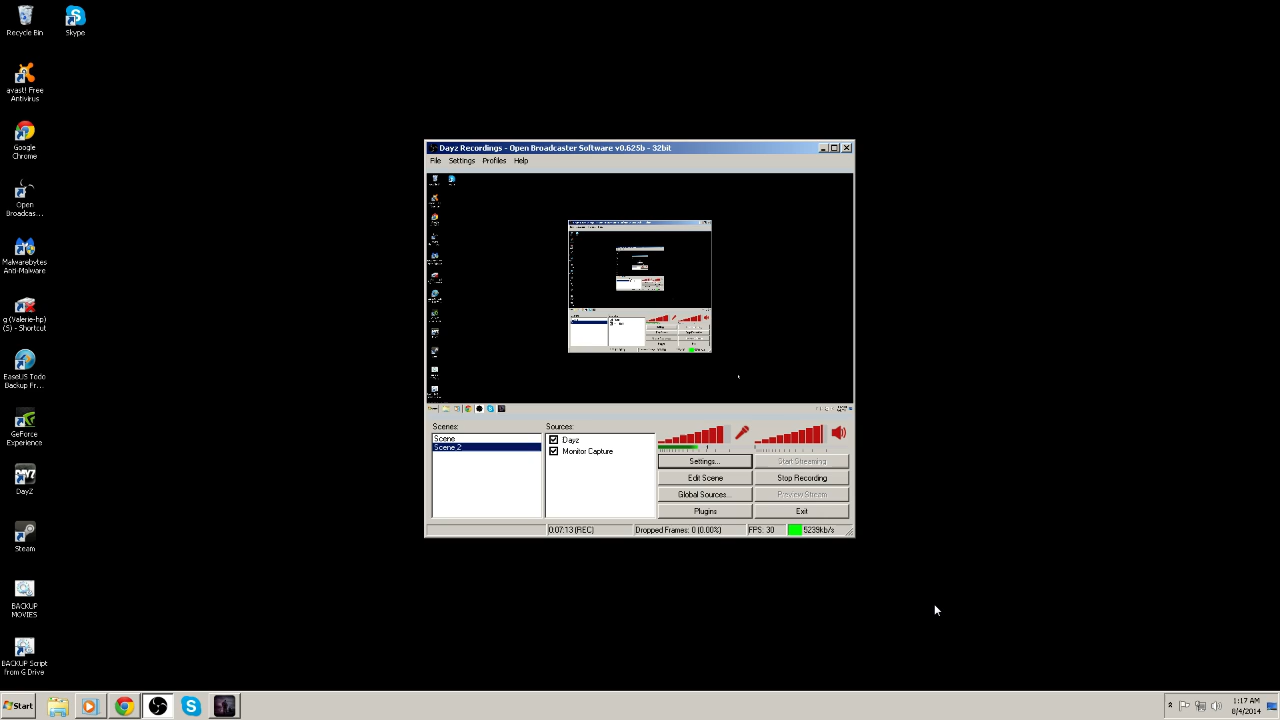 Recycle Bin
Skype
avast! Free
Antivirus
Google
Chrome
Open
Broadcas...
Malwarebytes
Anti-Malware
g (Valerie-hp)
(S) - Shortcut
EaseUS Todo
Backup Fr...
GeForce
Experience
DAYZ
DayZ
Steam
BACKUP
MOVIES
BACKUP Script
from G Drive
Dayz Recordings - Open Broadcaster Software v0.625b - 32bit
File Settings Profiles Help
Scenes:
Scene
Scene 2
Sources:
Dayz
Monitor Capture
Settings...
Start Streaming
Edit Scene
Stop Recording
Global Sources...
Preview Stream
Plugins
Exit
0:07:13 (REC)
Dropped Frames: 0 (0.00%)
FPS: 30
5239kb/s
Start
1:17 AM
8/4/2014